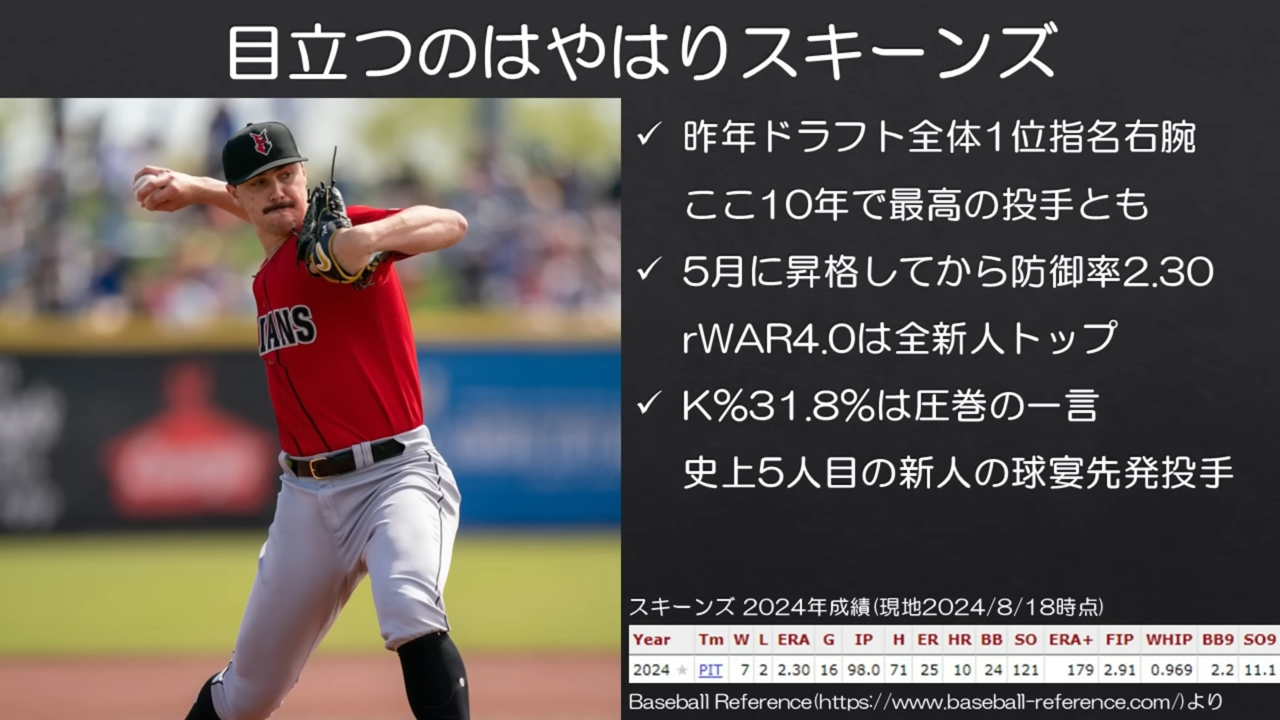 目立つのはやはりスキーンズ
✓ 昨年ドラフト全体1位指名右腕
ここ10年で最高の投手とも
✓ 5月に昇格してから防御率2.30
rWAR4.0は全新人トップ
✓ K%31.8%は圧巻の一言
史上5人目の新人の球宴先発投手
IANS
スキーンズ 2024年成績(現地2024/8/18時点)
Year Tm W L ERA G IP H ER HR BB SO ERA+ FIP WHIP BB9 SO9
2024 ★ PIT 7 2 2.30 16 98.0 71 25 10 24 121 179 2.91 0.969 2.2 11.1
Baseball Reference(https://www.baseball-reference.com/)より